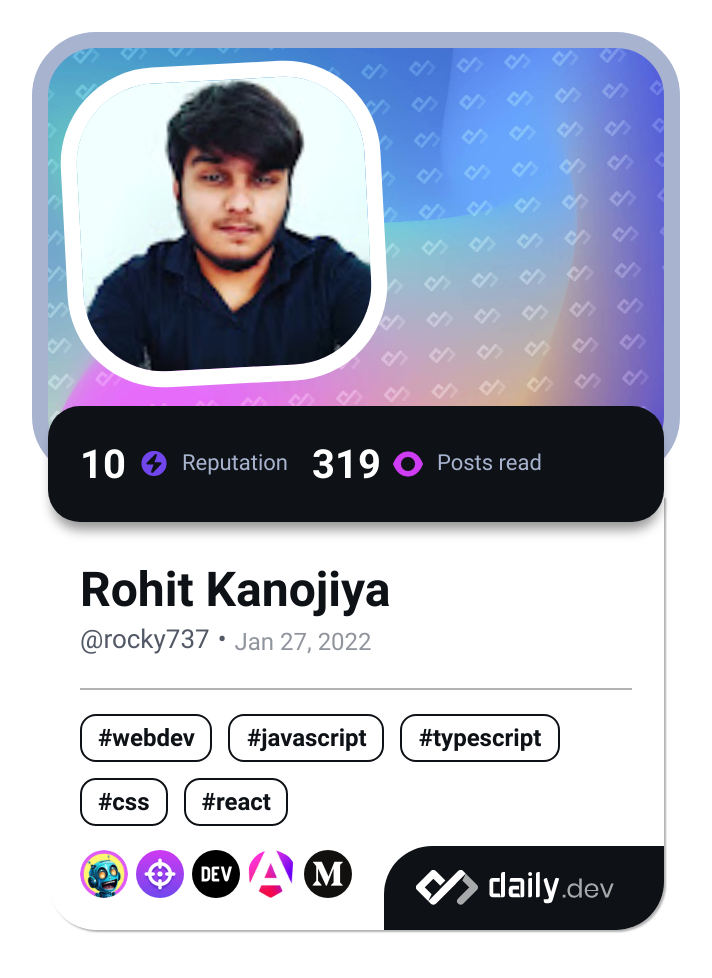 10 Reputation 319 Posts read
Rohit Kanojiya
@rocky737 • Jan 27, 2022
#webdev #javascript #typescript
#css #react
DEV A M daily.dev